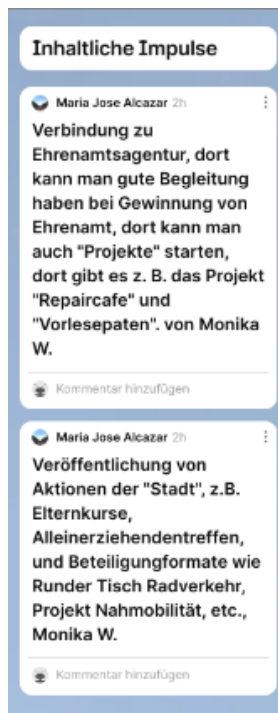 Inhaltliche Impulse
Maria Jose Alcazar 2h
Verbindung zu
Ehrenamtsagentur, dort
kann man gute Begleitung
haben bei Gewinnung von
Ehrenamt, dort kann man
auch "Projekte" starten,
dort gibt es z. B. das Projekt
"Repaircafe" und
"Vorlesepaten". von Monika
W.
Kommentar hinzufügen
Maria Jose Alcazar 2h
Veröffentlichung von
Aktionen der "Stadt", z.B.
Elternkurse,
Alleinerziehendentreffen,
und Beteiligungformate wie
Runder Tisch Radverkehr,
Projekt Nahmobilität, etc.,
Monika W.
Kommentar hinzufügen